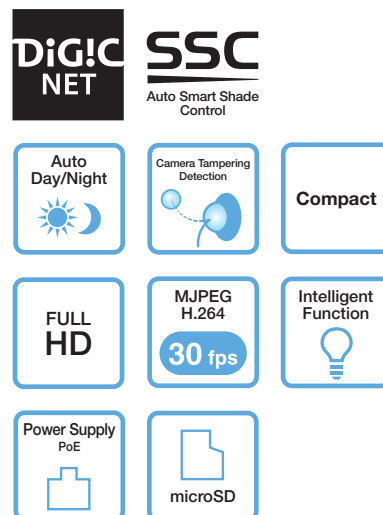 DiG!C
NET
SSC
Auto Smart Shade
Control
Auto
Day/Night
Camera Tampering
Detection
Compact
FULL
HD
MJPEG
H.264
30 fps
Intelligent
Function
Power Supply
PoE
microSD